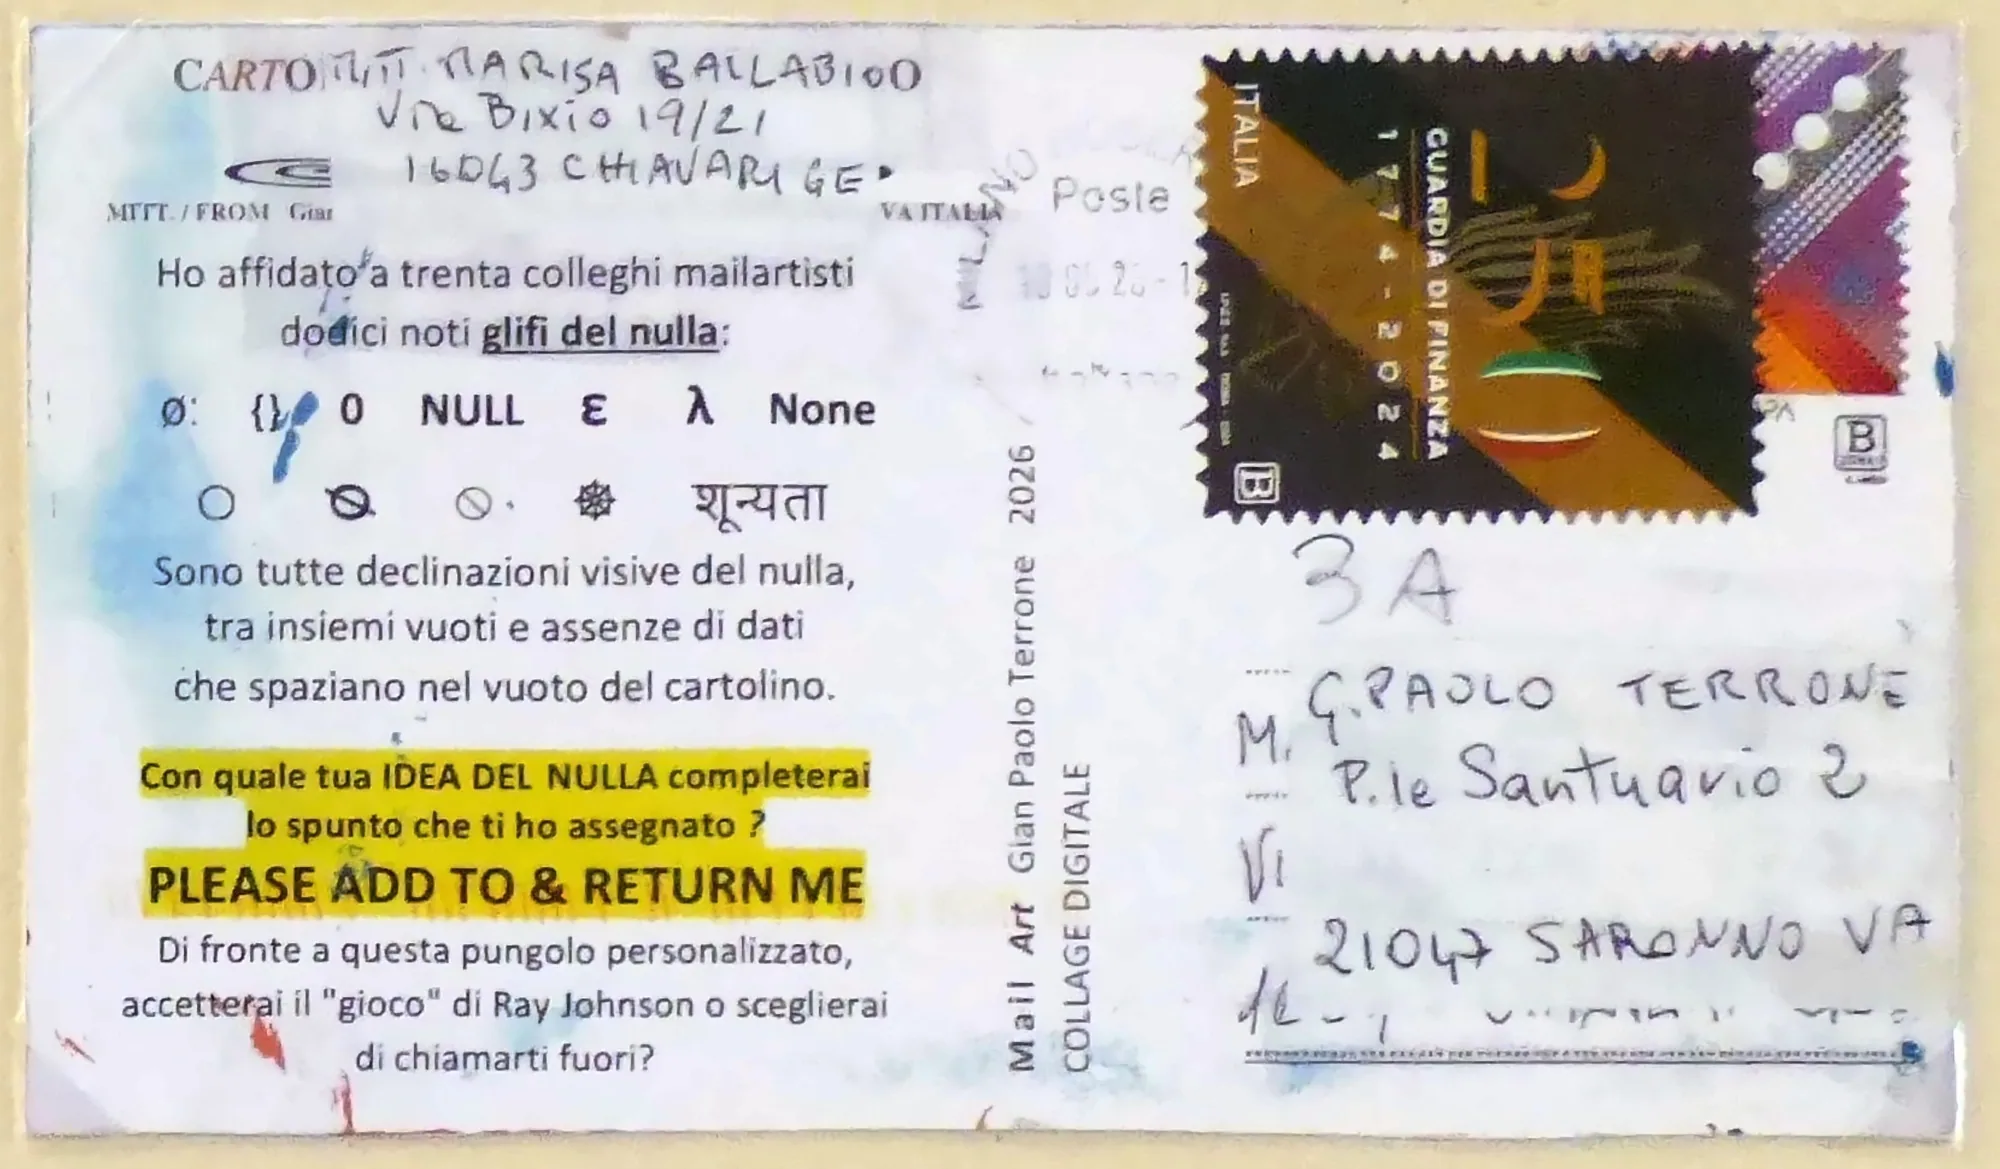 CARTO MITT. MARISA BALLABIO O
Via BIXIO 19/21
16043 CHIAVARI GE
MITT. / FROM Gian
VA ITALIA
Ho affidato a trenta colleghi mailartisti
dodici noti glifi del nulla:
Ø: {} 0 NULL ε λ None
शून्यता
Sono tutte declinazioni visive del nulla,
tra insiemi vuoti e assenze di dati
che spaziano nel vuoto del cartolino.
Con quale tua IDEA DEL NULLA completerai
lo spunto che ti ho assegnato ?
PLEASE ADD TO & RETURN ME
Di fronte a questa pungolo personalizzato,
accetterai il "gioco" di Ray Johnson o sceglierai
di chiamarti fuori?
Mail Art Gian Paolo Terrone 2026
COLLAGE DIGITALE
MILANO
Poste
ITALIA
GUARDIA DI FINANZA
1774-2024
B
B
3 A
G. PAOLO TERRONE
M.
P.le Santuario 2
21047 SARONNO VA